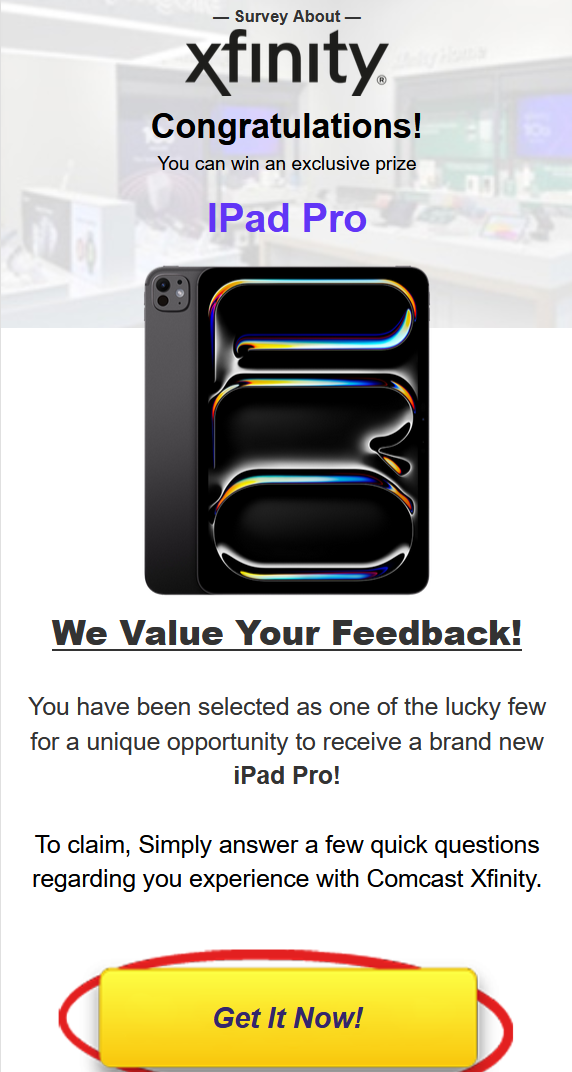 — Survey About —
xfinity®
Congratulations!
You can win an exclusive prize
IPad Pro
We Value Your Feedback!
You have been selected as one of the lucky few
for a unique opportunity to receive a brand new
iPad Pro!
To claim, Simply answer a few quick questions
regarding you experience with Comcast Xfinity.
Get It Now!